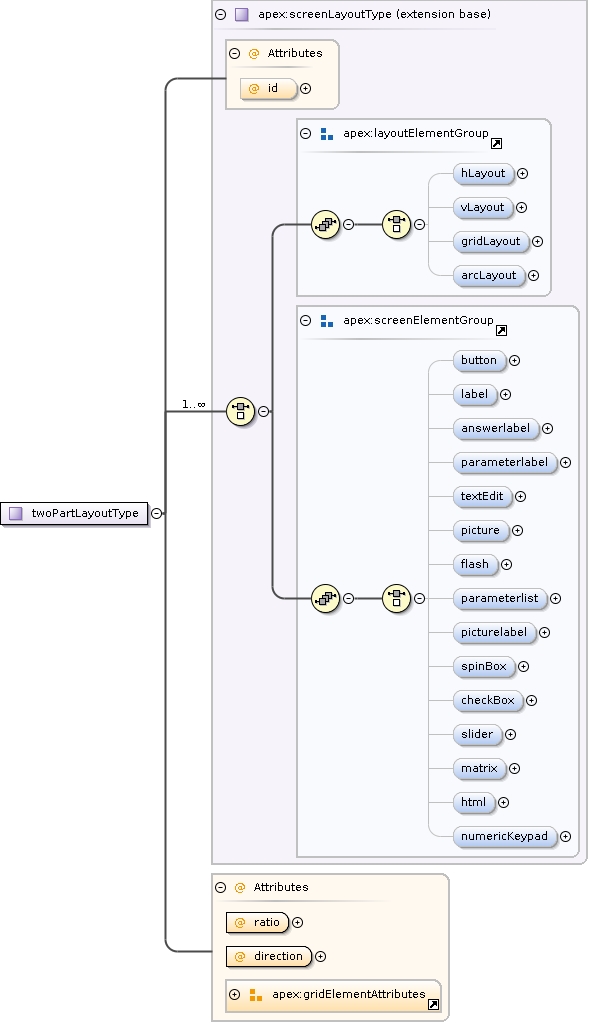 apex:screenLayoutType (extension base)
@ Attributes
@ id
apex:layoutElementGroup
hLayout
vLayout
gridLayout
arcLayout
apex:screenElementGroup
button
label
answerlabel
1..∞
parameterlabel
textEdit
twoPartLayoutType
picture
flash
parameterlist
picturelabel
spinBox
checkBox
slider
matrix
html
numericKeypad
@ Attributes
@ ratio
@ direction
apex:gridElementAttributes